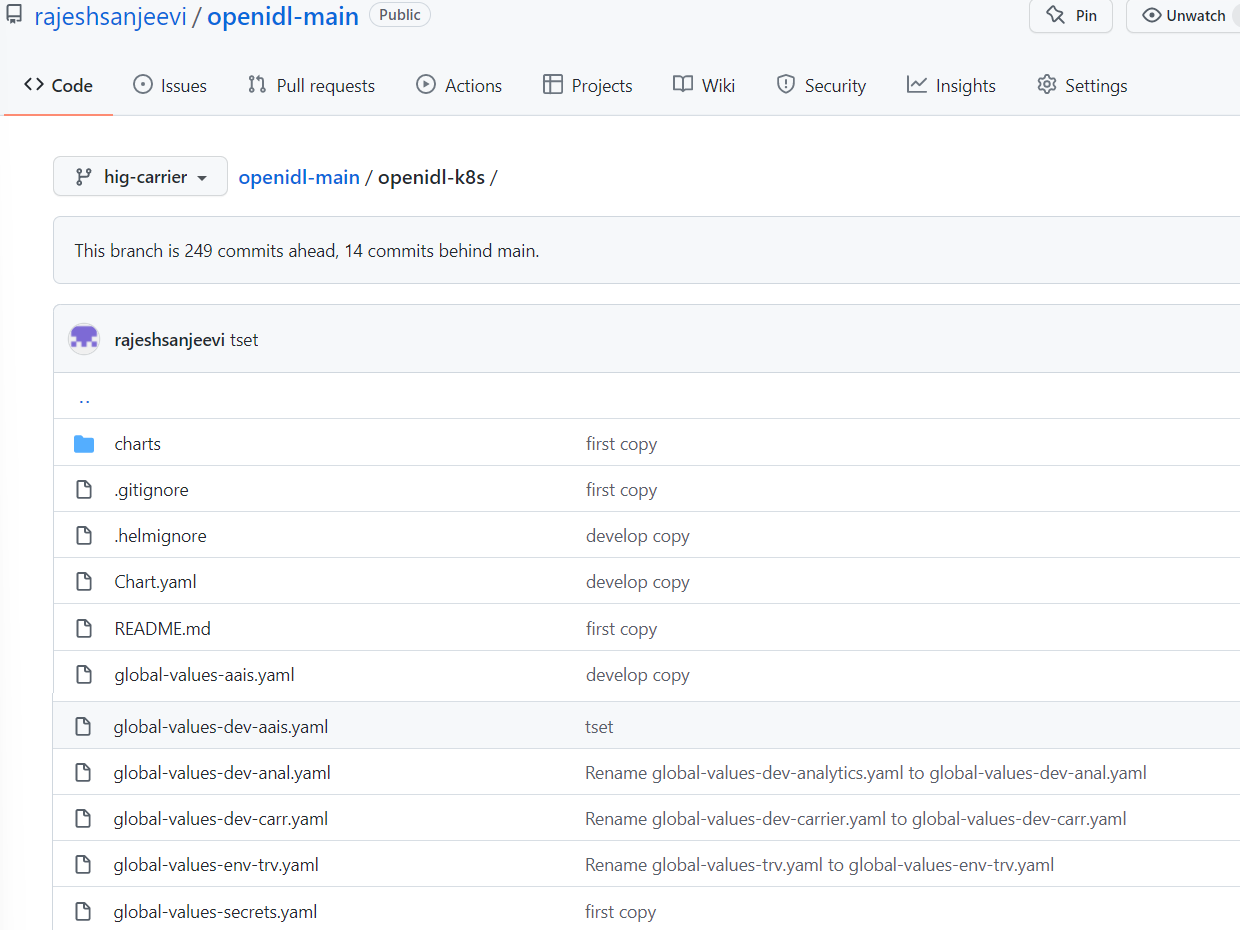 rajeshsanjeevi / openidl-main Public Pin Unwatch
Code Issues Pull requests Actions Projects Wiki Security Insights Settings
hig-carrier openidl-main / openidl-k8s /
This branch is 249 commits ahead, 14 commits behind main.
rajeshsanjeevi tset
..
charts first copy
.gitignore first copy
.helmignore develop copy
Chart.yaml develop copy
README.md first copy
global-values-aais.yaml develop copy
global-values-dev-aais.yaml tset
global-values-dev-anal.yaml Rename global-values-dev-analytics.yaml to global-values-dev-anal.yaml
global-values-dev-carr.yaml Rename global-values-dev-carrier.yaml to global-values-dev-carr.yaml
global-values-env-trv.yaml Rename global-values-trv.yaml to global-values-env-trv.yaml
global-values-secrets.yaml first copy